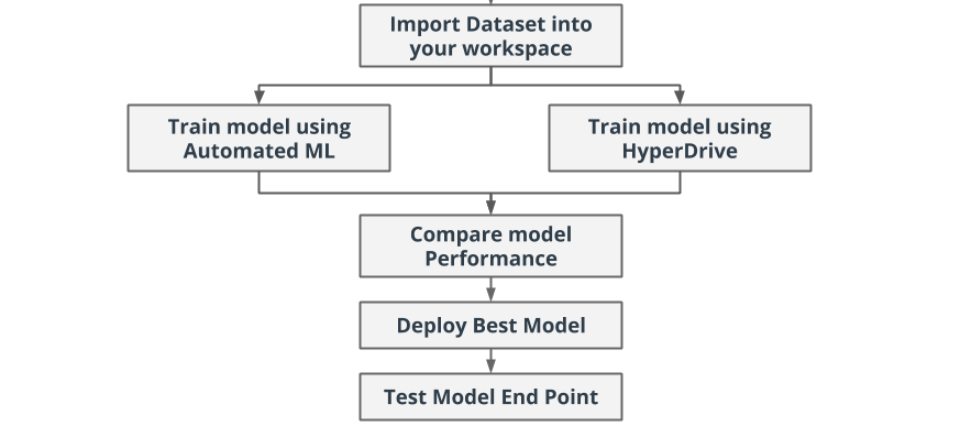 Import Dataset into
your workspace
Train model using
Automated ML
Train model using
HyperDrive
Compare model
Performance
Deploy Best Model
Test Model End Point